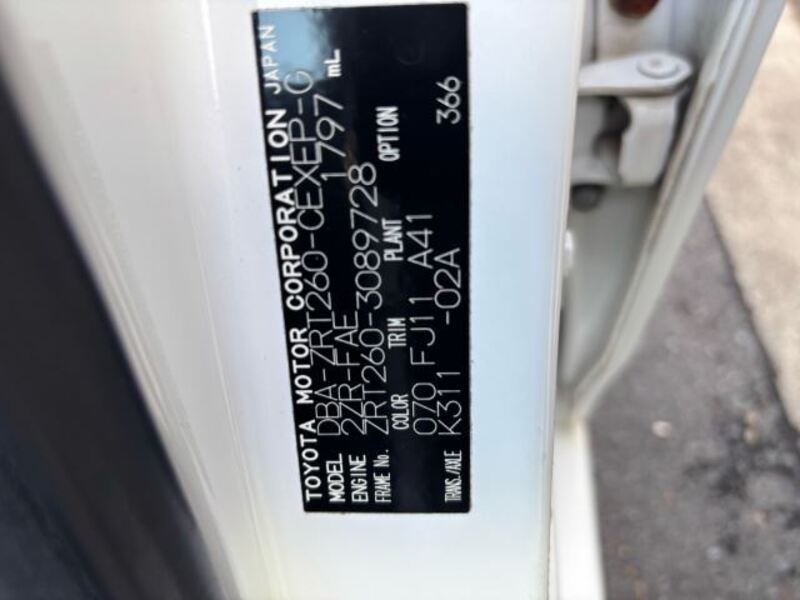 TOYOTA MOTOR CORPORATION JAPAN
MODEL DBA-ZRT260-CEXEP-G
ENGINE 2ZR-FAE 1797 mL
FRAME No. ZRT260-3089728
COLOR TRIM PLANT OPTION
070 FJ11 A41
TRANS./AXLE K311 -02A 366